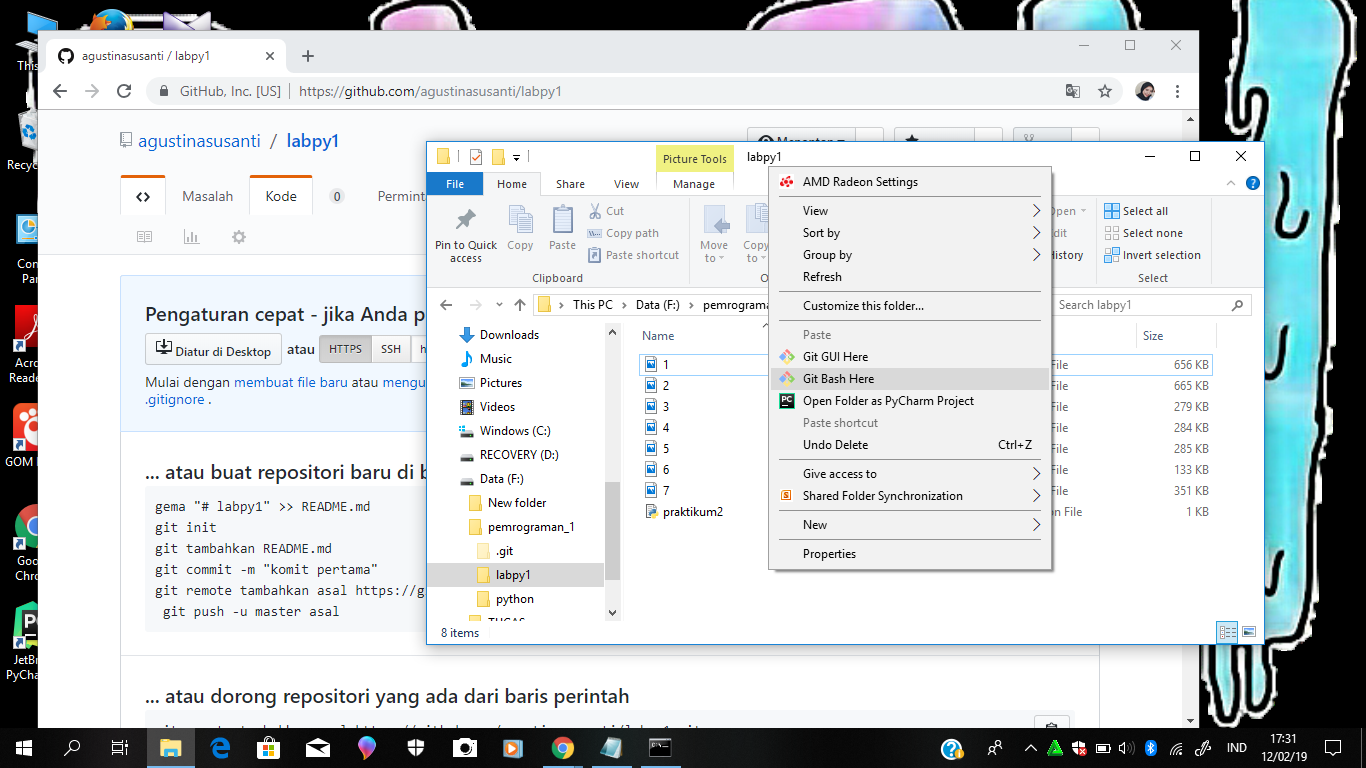 agustinasusanti / labpy1
GitHub, Inc. [US]
https://github.com/agustinasusanti/labpy1
agustinasusanti / labpy1
Masalah
Kode
0
Pengaturan cepat - jika Anda
Diatur di Desktop
atau
HTTPS
SSH
Mulai dengan membuat file baru atau
.gitignore .
... atau buat repositori baru di
gema "# labpy1" >> README.md
git init
git tambahkan README.md
git commit -m "komit pertama"
git remote tambahkan asal
git push -u master asal
... atau dorong repositori yang ada dari baris perintah
Picture Tools
labpy1
File
Home
Share
View
Manage
Pin to Quick
access
Copy
Paste
Cut
Copy path
Paste shortcut
Clipboard
Move
to
Copy
to
Select all
Select none
Invert selection
Select
This PC
Data (F:)
Search labpy1
Downloads
Music
Pictures
Videos
Windows (C:)
RECOVERY (D:)
Data (F:)
New folder
pemrograman_1
.git
labpy1
python
Name
Size
1
File
656 KB
2
File
665 KB
3
File
279 KB
4
File
284 KB
5
File
285 KB
6
File
133 KB
7
File
351 KB
praktikum2
File
1 KB
8 items
AMD Radeon Settings
View
Sort by
Group by
Refresh
Customize this folder...
Paste
Git GUI Here
Git Bash Here
Open Folder as PyCharm Project
Paste shortcut
Undo Delete
Ctrl+Z
Give access to
Shared Folder Synchronization
New
Properties
IND
17:31
12/02/19